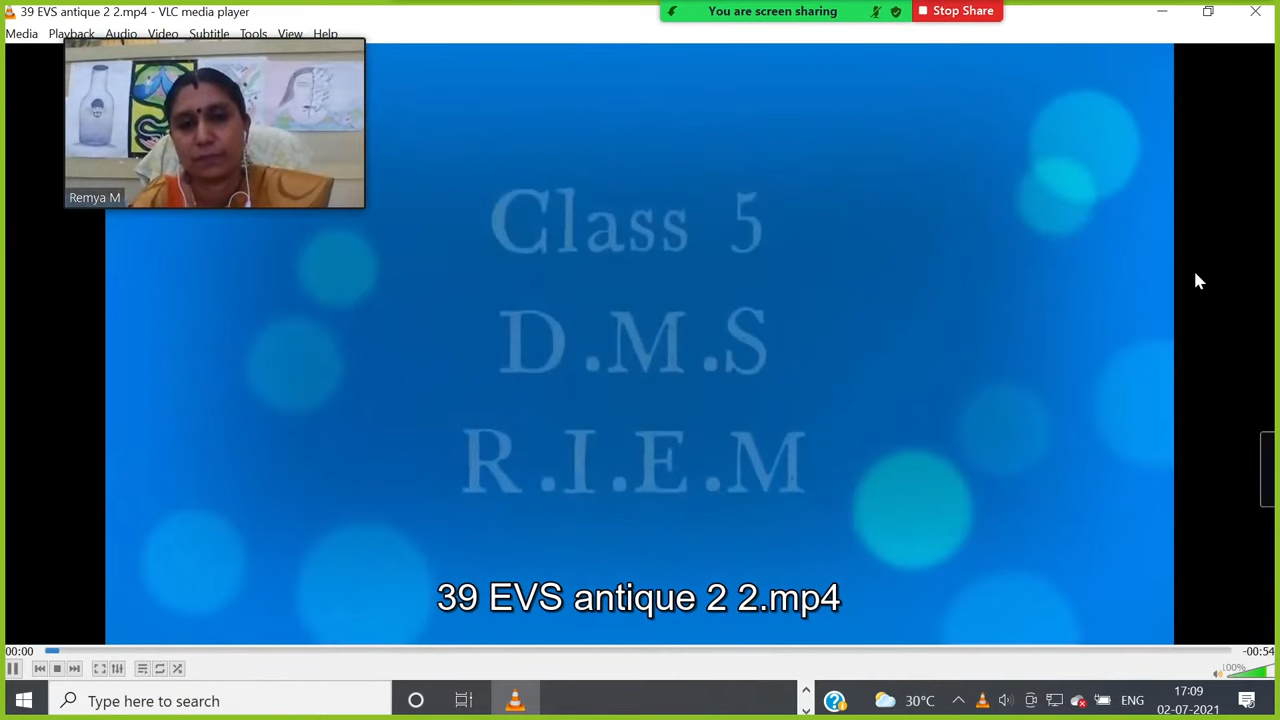 39 EVS antique 2 2.mp4 - VLC media player
You are screen sharing
Stop Share
Media Playback Audio Video Subtitle Tools View Help
Remya M
Class 5
D.M.S
R.I.E.M
39 EVS antique 2 2.mp4
00:00
-00:54
100%
Type here to search
30°C
ENG
17:09
02-07-2021